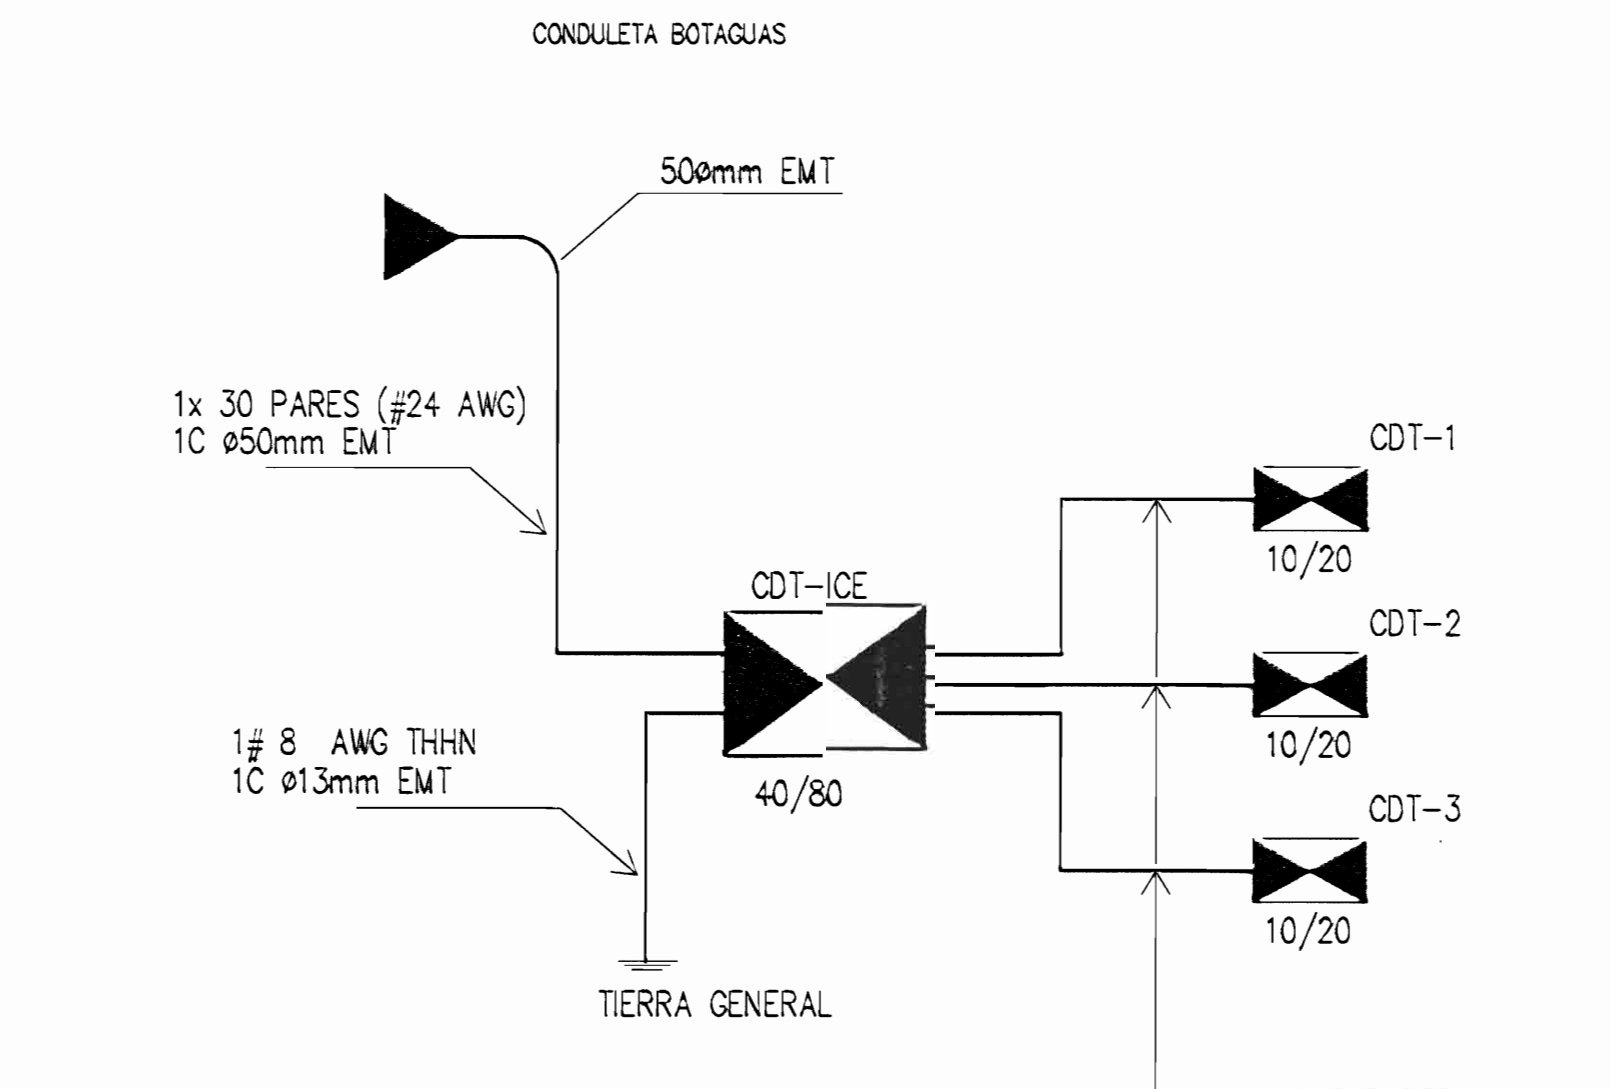 CONDULETA BOTAGUAS
50ømm EMT
1x 30 PARES (#24 AWG)
1C ø50mm EMT
CDT-1
10/20
CDT-ICE
CDT-2
10/20
1# 8 AWG THHN
1C ø13mm EMT
40/80
CDT-3
10/20
TIERRA GENERAL